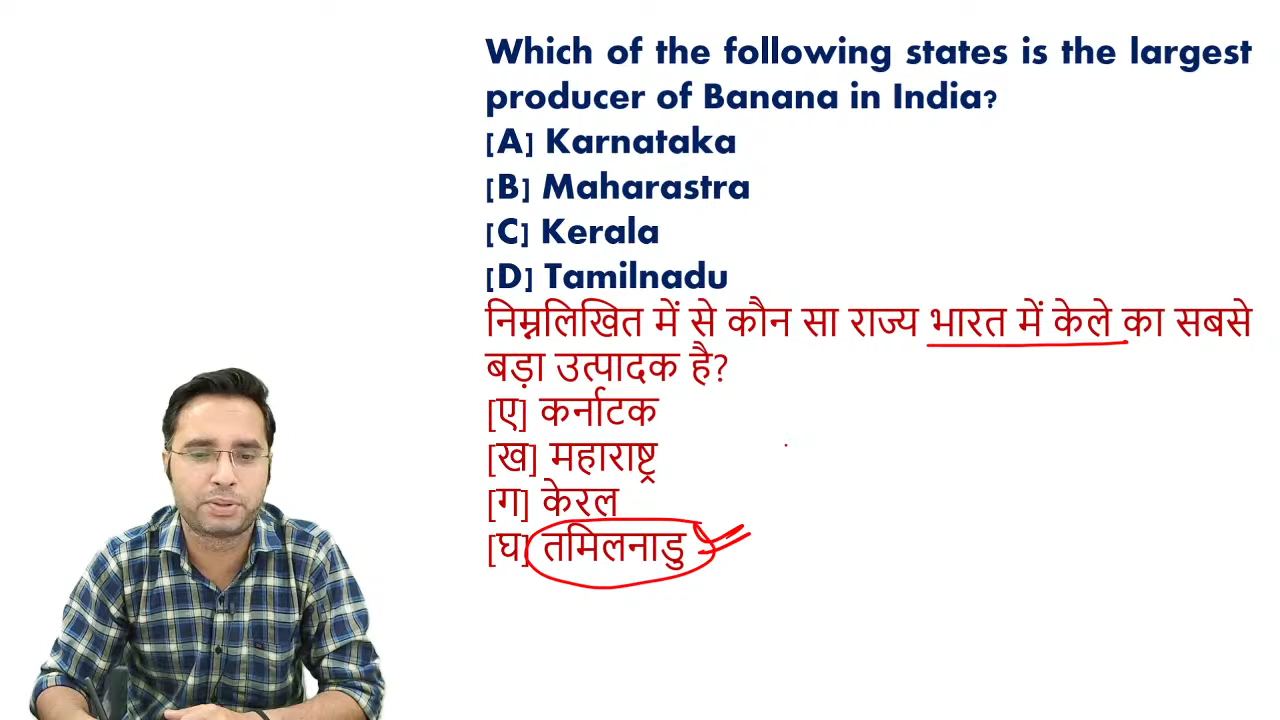 Which of the following states is the largest
producer of Banana in India?
[A] Karnataka
[B] Maharastra
[C] Kerala
[D] Tamilnadu
निम्नलिखित में से कौन सा राज्य भारत में केले का सबसे
बड़ा उत्पादक है?
[ए] कर्नाटक
[ख] महाराष्ट्र
[ग] केरल
[घ] तमिलनाडु